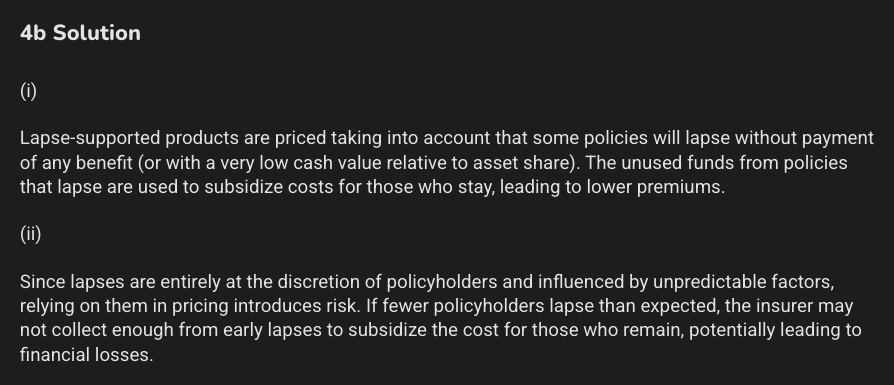 4b Solution
(i)
Lapse-supported products are priced taking into account that some policies will lapse without payment
of any benefit (or with a very low cash value relative to asset share). The unused funds from policies
that lapse are used to subsidize costs for those who stay, leading to lower premiums.
(ii)
Since lapses are entirely at the discretion of policyholders and influenced by unpredictable factors,
relying on them in pricing introduces risk. If fewer policyholders lapse than expected, the insurer may
not collect enough from early lapses to subsidize the cost for those who remain, potentially leading to
financial losses.